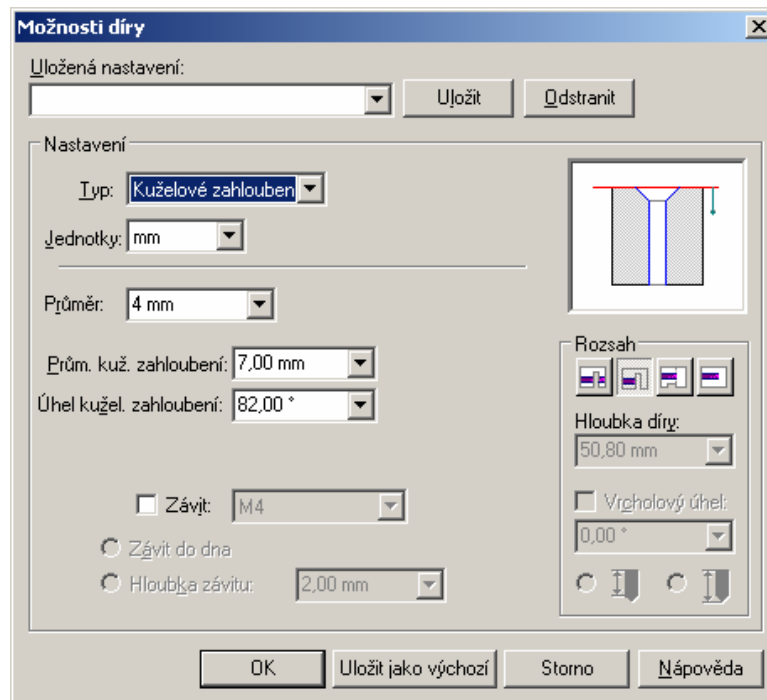 Možnosti díry
Uložená nastavení:
Uložit
Odstranit
Nastavení
Typ: Kuželové zahlouben
Jednotky: mm
Průměr: 4 mm
Prům. kuž. zahloubení: 7,00 mm
Úhel kužel. zahloubení: 82,00 °
Závit: M4
Závit do dna
Hloubka závitu: 2,00 mm
Rozsah
Hloubka díry:
50,80 mm
Vrcholový úhel:
0,00 °
OK
Uložit jako výchozí
Storno
Nápověda